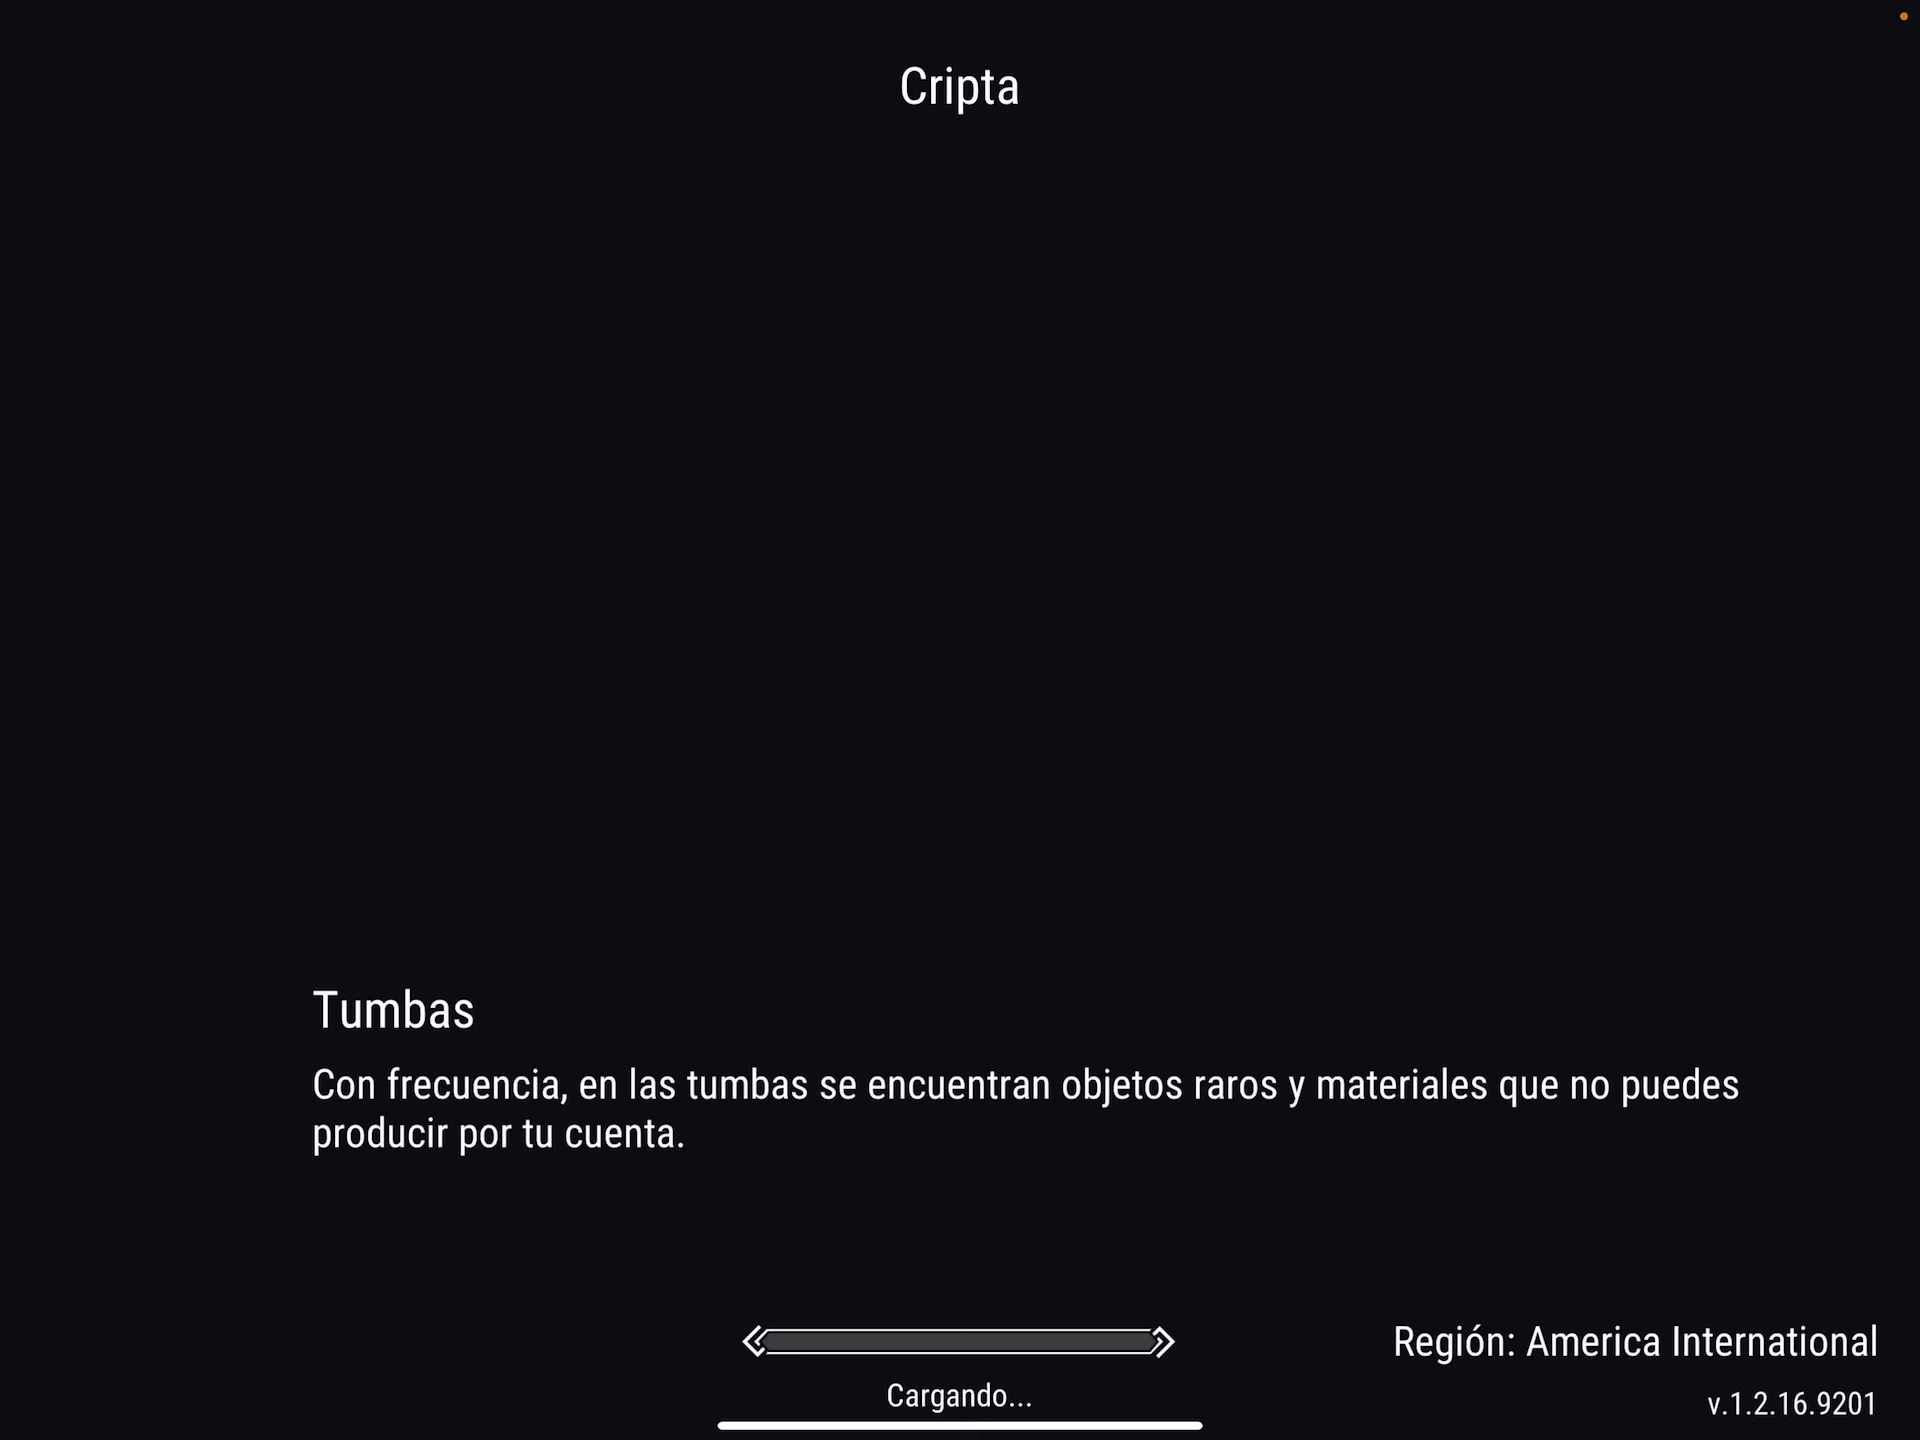 Cripta
Tumbas
Con frecuencia, en las tumbas se encuentran objetos raros y materiales que no puedes
producir por tu cuenta.
Región: America International
Cargando...
v.1.2.16.9201